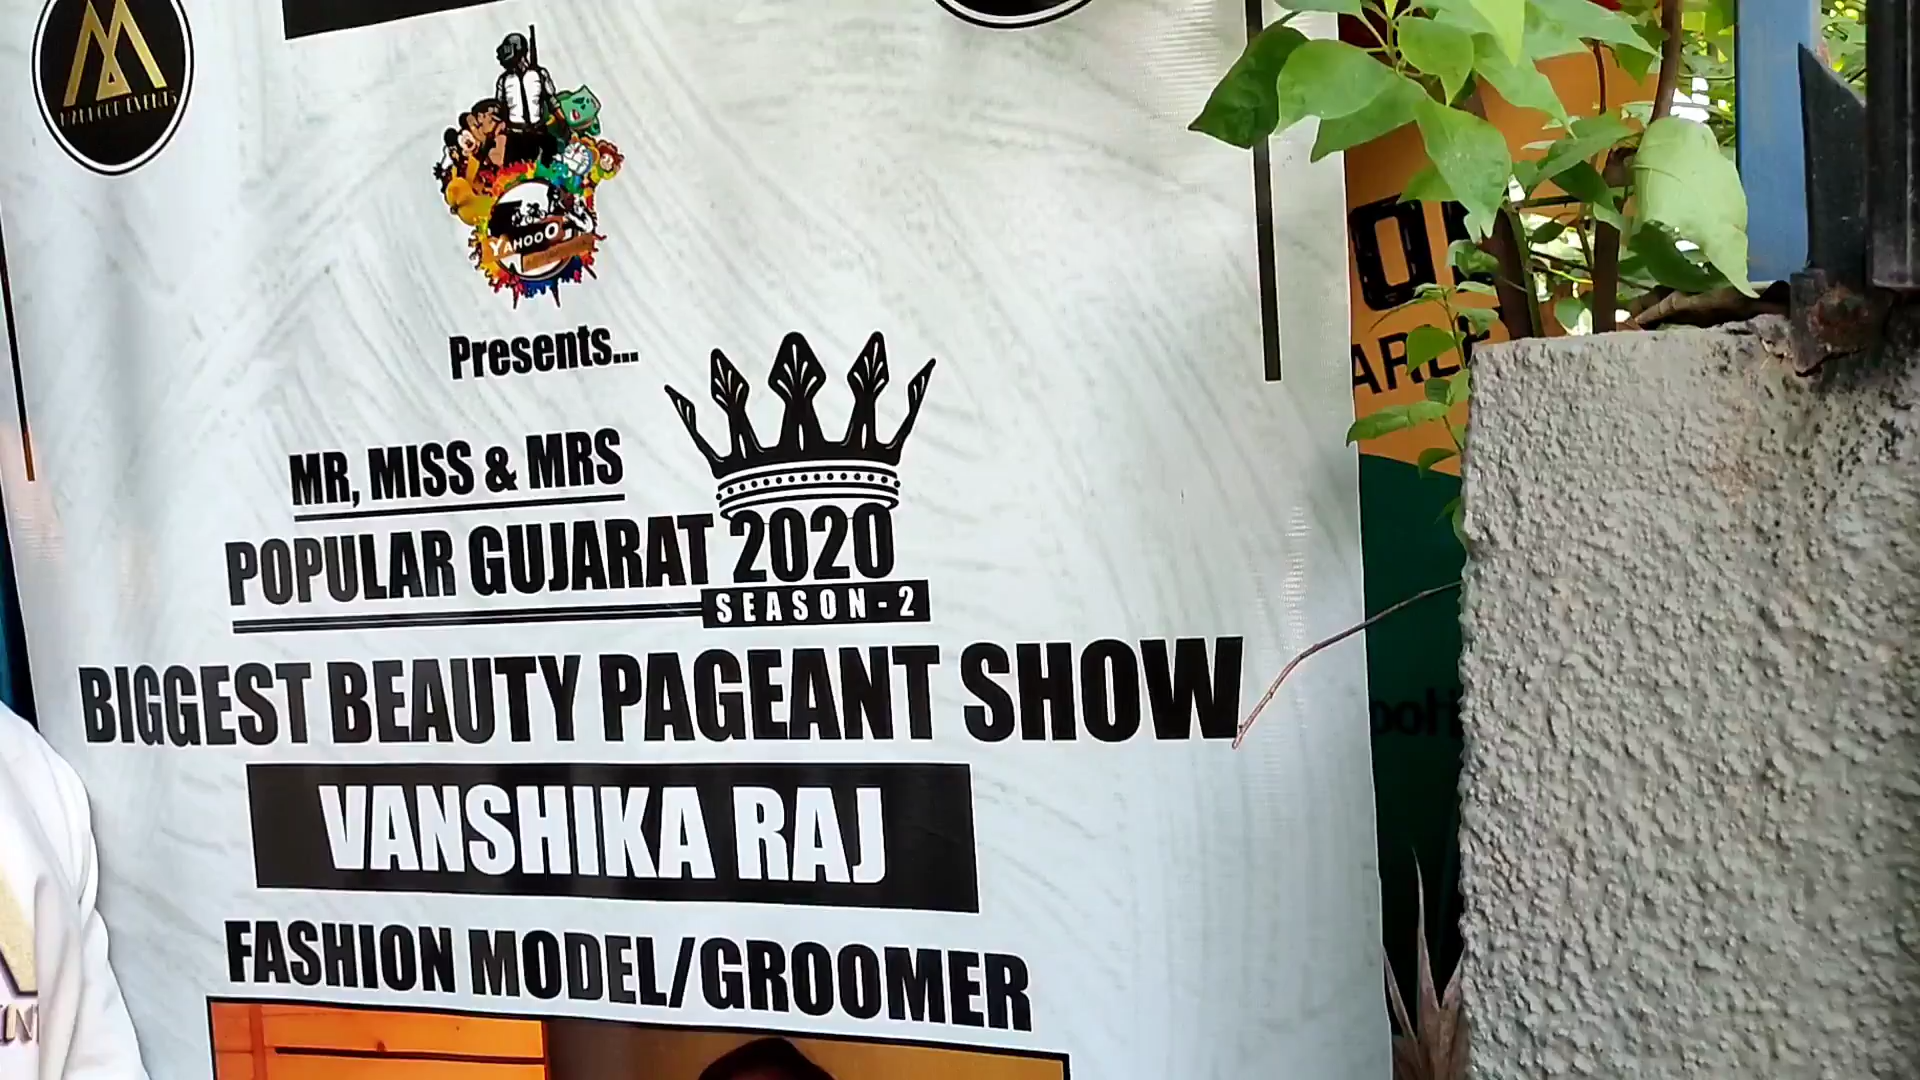 YAHOOO
Presents...
MR, MISS & MRS
POPULAR GUJARAT 2020
SEASON-2
BIGGEST BEAUTY PAGEANT SHOW
VANSHIKA RAJ
FASHION MODEL/GROOMER